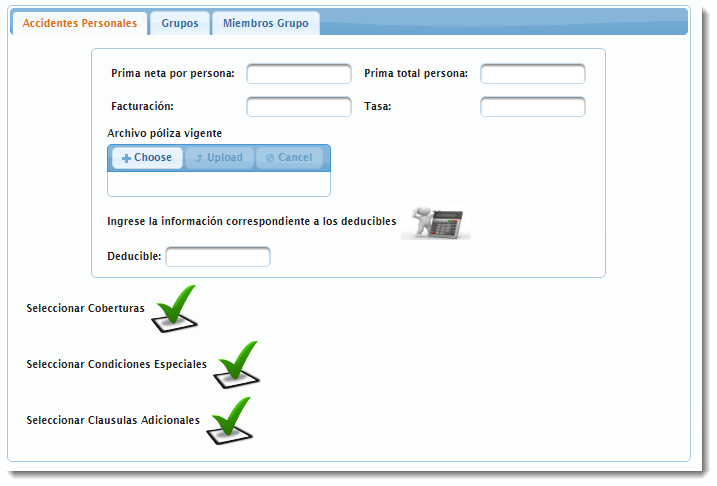 Accidentes Personales Grupos Miembros Grupo
Prima neta por persona: Prima total persona:
Facturación: Tasa:
Archivo póliza vigente
Choose Upload Cancel
Ingrese la información correspondiente a los deducibles
Deducible:
Seleccionar Coberturas
Seleccionar Condiciones Especiales
Seleccionar Clausulas Adicionales